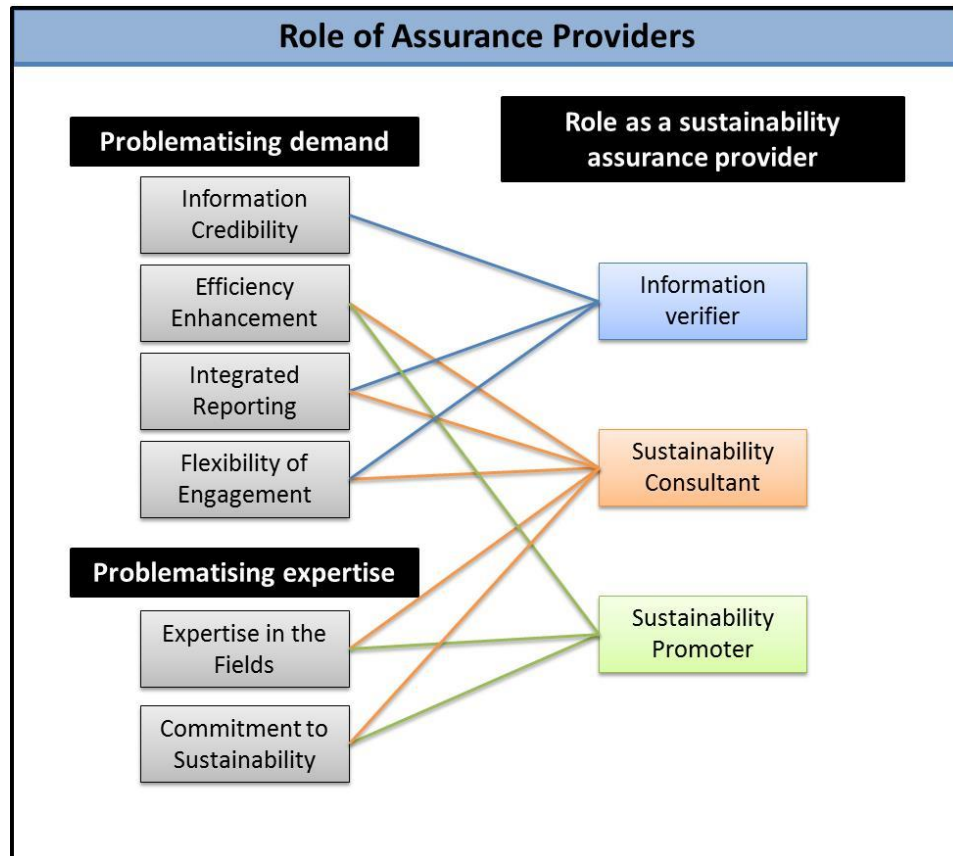 Role of Assurance Providers
Problematising demand
Information
Credibility
Efficiency
Enhancement
Integrated
Reporting
Flexibility of
Engagement
Problematising expertise
Expertise in the
Fields
Commitment to
Sustainability
Role as a sustainability
assurance provider
Information
verifier
Sustainability
Consultant
Sustainability
Promoter